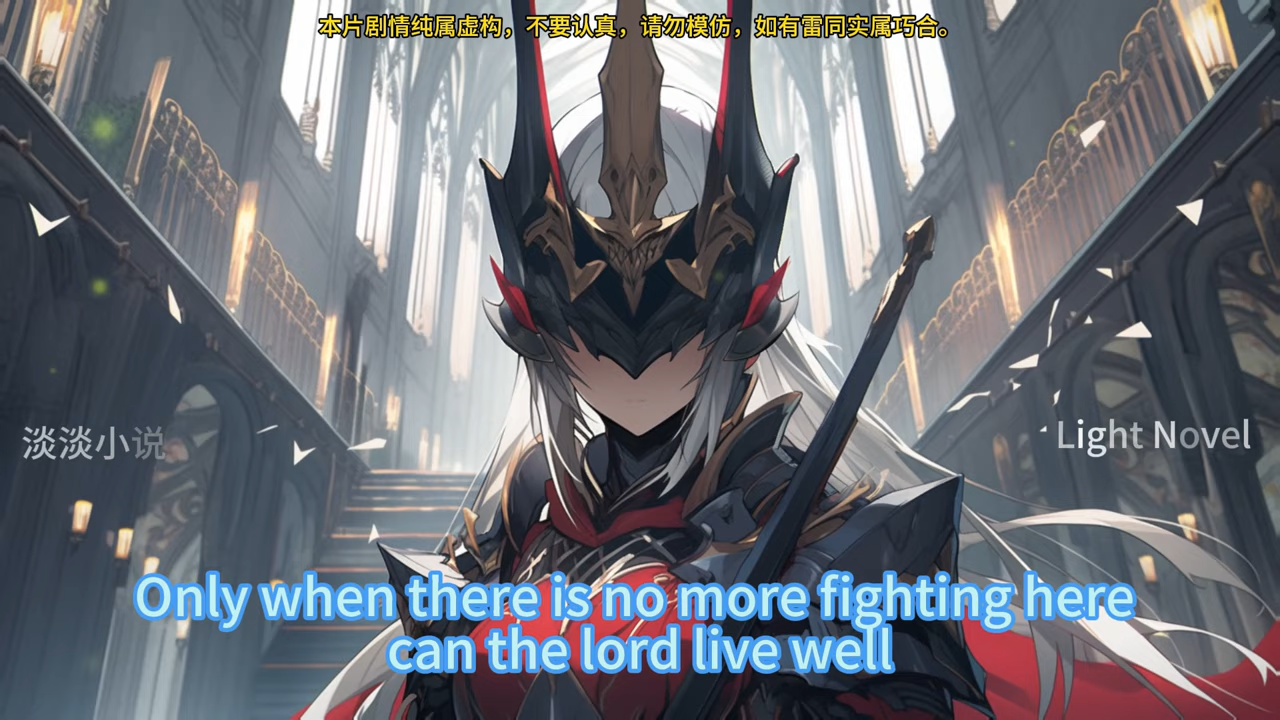 本片剧情纯属虚构，不要认真，请勿模仿，如有雷同实属巧合。
淡淡小说
Light Novel
Only when there is no more fighting here
can the lord live well